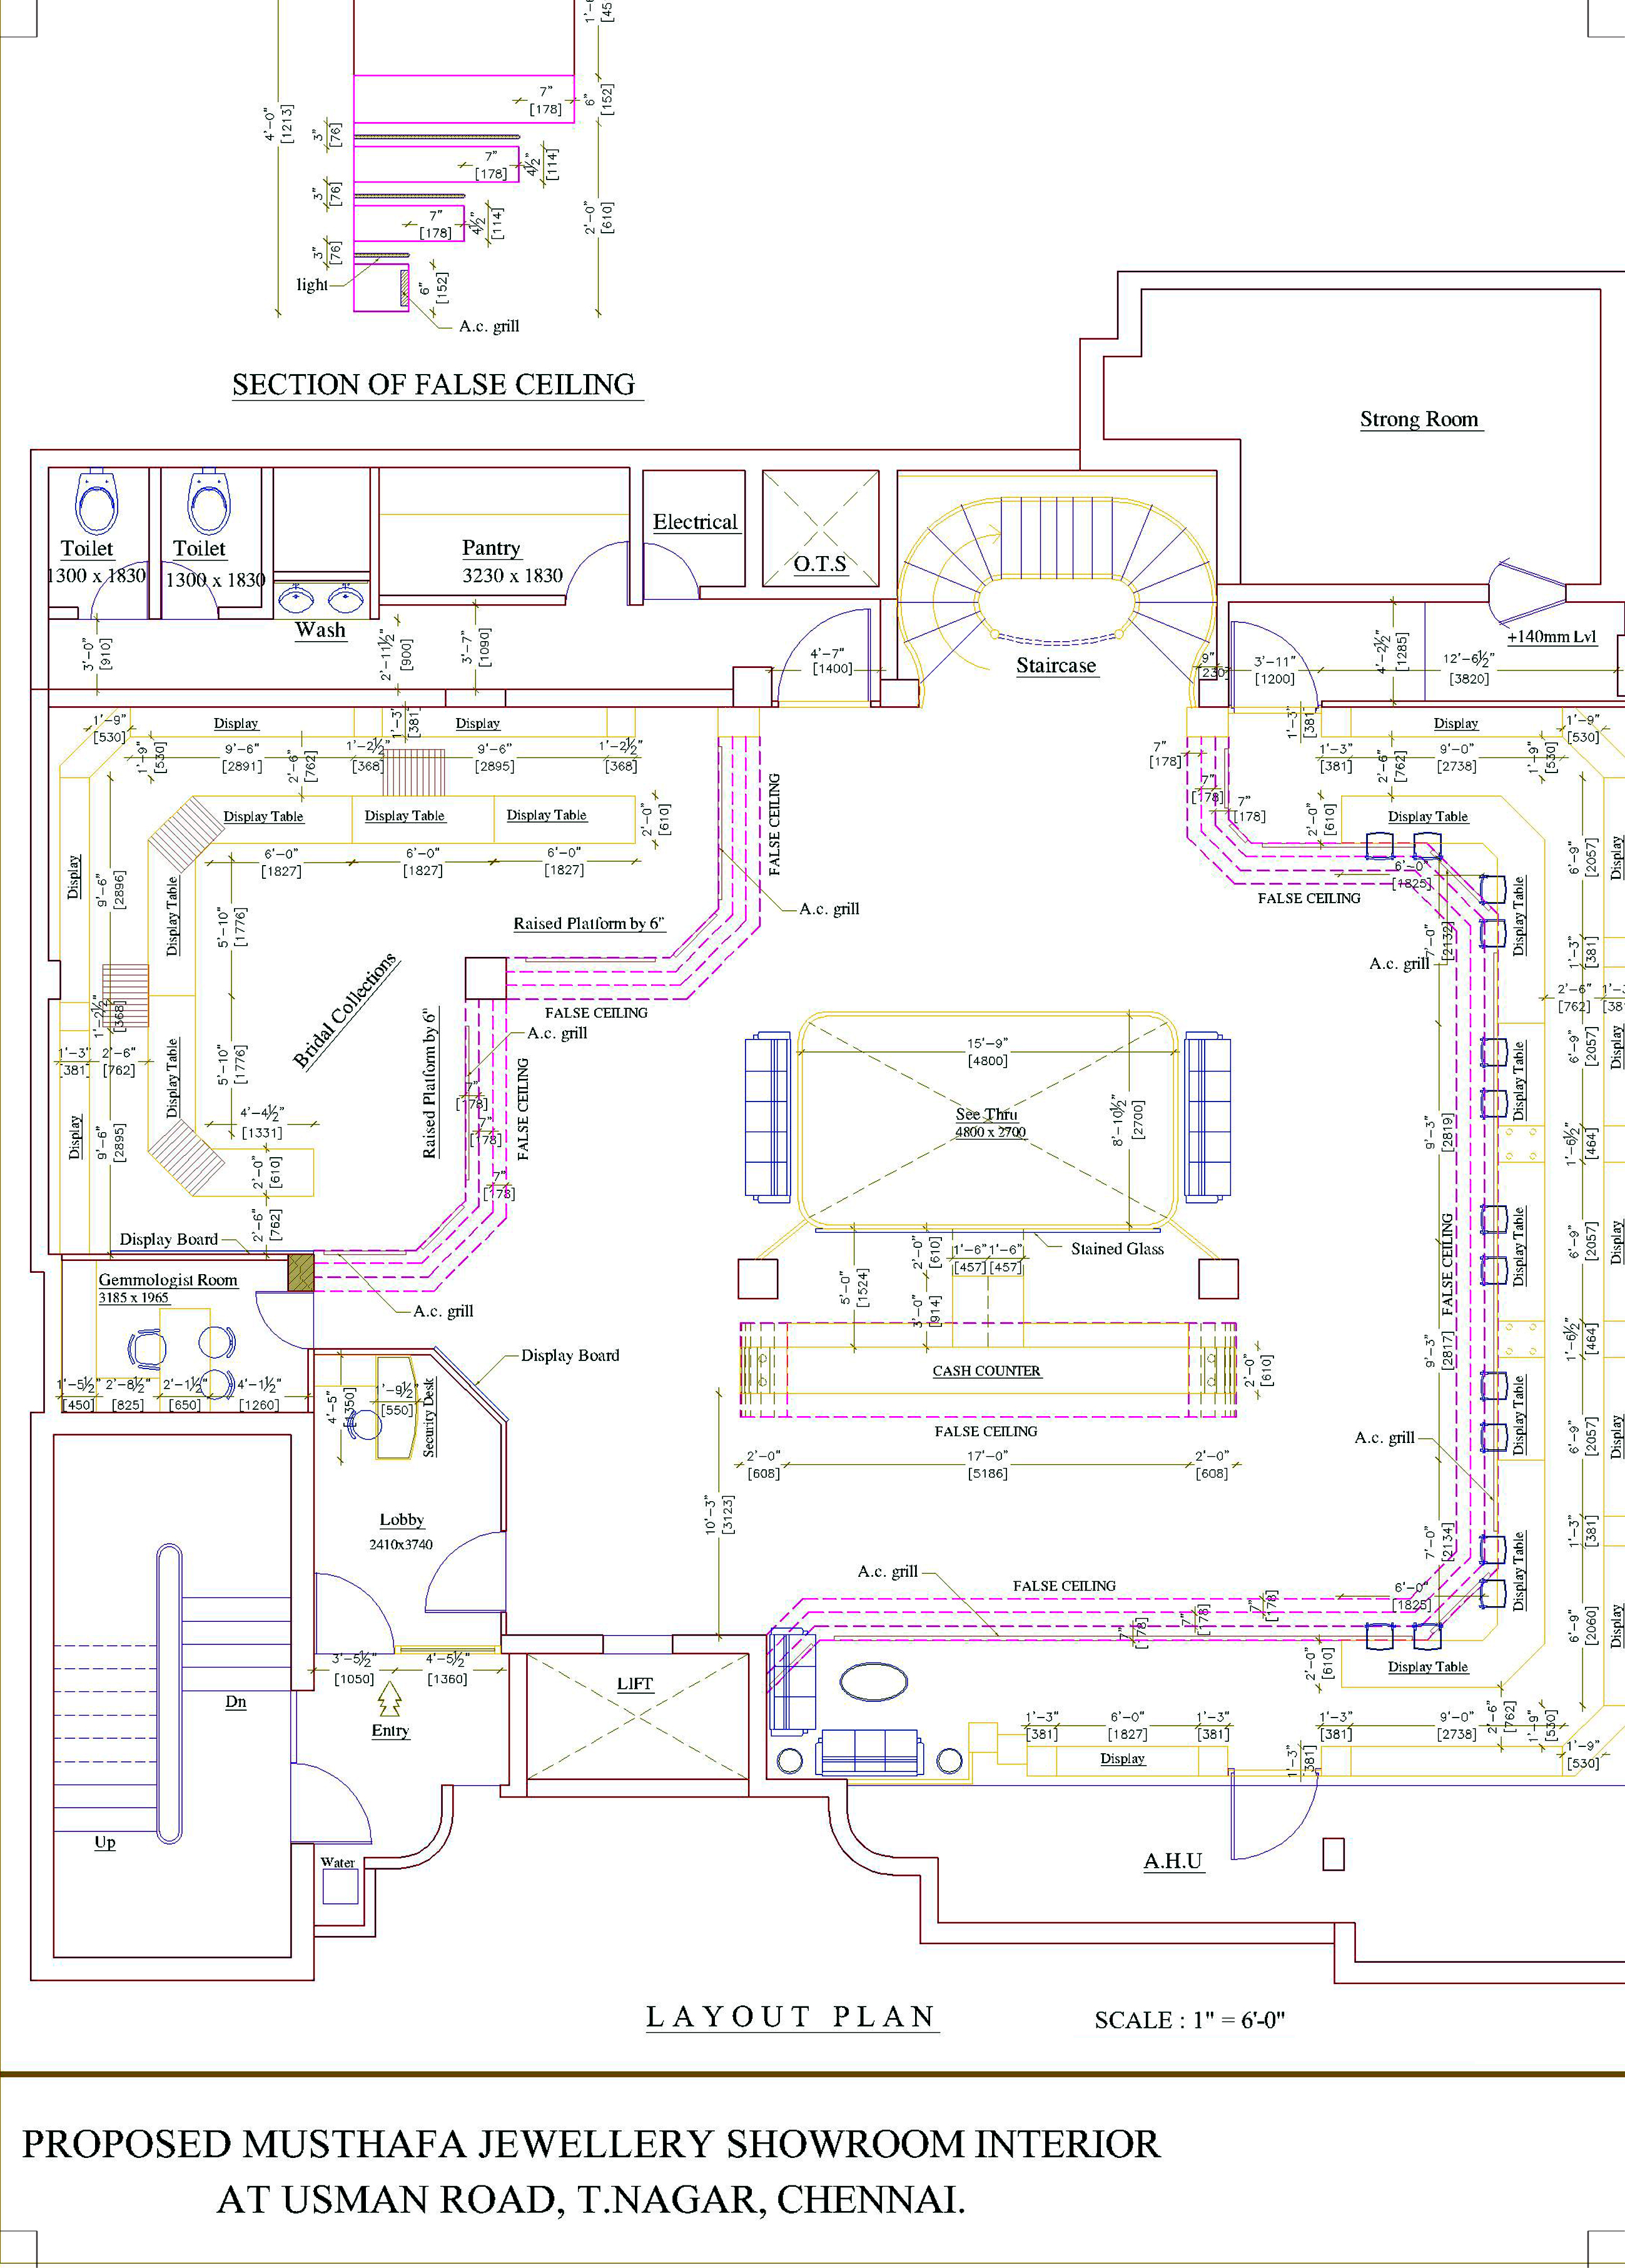 4'-0"
[1213]
7"
[178]
6"
[152]
3"
[76]
7"
[178]
4½"
[114]
3"
[76]
7"
[178]
4½"
[114]
2'-0"
[610]
3"
[76]
light
6"
[152]
A.c. grill
SECTION OF FALSE CEILING
Strong Room
Toilet
1300 x 1830
Toilet
1300 x 1830
Wash
Pantry
3230 x 1830
Electrical
O.T.S
Staircase
+140mm Lvl
3'-0"
[910]
2'-11½"
[900]
3'-7"
[1090]
4'-7"
[1400]
9"
[230]
3'-11"
[1200]
4'-2½"
[1285]
12'-6½"
[3820]
1'-9"
[530]
Display
1'-3"
[381]
Display
1'-9"
[530]
9'-6"
[2891]
2'-6"
[762]
1'-2½"
[368]
9'-6"
[2895]
1'-2½"
[368]
7"
[178]
7"
[178]
7"
[178]
1'-3"
[381]
Display
1'-9"
[530]
1'-3"
[381]
2'-6"
[762]
9'-0"
[2738]
1'-9"
[530]
Display Table
Display Table
Display Table
2'-0"
[610]
FALSE CEILING
2'-0"
[610]
Display Table
6'-0"
[1827]
6'-0"
[1827]
6'-0"
[1827]
6'-0"
[1825]
FALSE CEILING
6'-9"
[2057]
Display
Display
9'-6"
[2896]
Display Table
5'-10"
[1776]
Raised Platform by 6"
A.c. grill
7'-0"
[2132]
Display Table
A.c. grill
1'-3"
[381]
2'-6"
[762]
Bridal Collections
1'-2½"
[368]
FALSE CEILING
A.c. grill
1'-3"
[381]
2'-6"
[762]
Display Table
5'-10"
[1776]
Raised Platform by 6"
FALSE CEILING
7"
[178]
7"
[178]
7"
[178]
15'-9"
[4800]
See Thru
4800 x 2700
8'-10½"
[2700]
Display Table
6'-9"
[2057]
Display
9'-3"
[2819]
1'-6½"
[464]
4'-4½"
[1331]
Display
9'-6"
[2895]
2'-0"
[610]
2'-6"
[762]
Display Board
Stained Glass
2'-0"
[610]
1'-6"
[457]
1'-6"
[457]
5'-0"
[1524]
3'-0"
[914]
FALSE CEILING
Display Table
6'-9"
[2057]
Display
Gemmologist Room
3185 x 1965
A.c. grill
Display Board
CASH COUNTER
2'-0"
[610]
9'-3"
[2817]
1'-6½"
[464]
1'-5½"
[450]
2'-8½"
[825]
2'-1½"
[650]
4'-1½"
[1260]
4'-5"
[1350]
1'-9½"
[550]
Security Desk
FALSE CEILING
2'-0"
[608]
17'-0"
[5186]
2'-0"
[608]
A.c. grill
Display Table
6'-9"
[2057]
Display
10'-3"
[3123]
Lobby
2410x3740
7'-0"
[2134]
1'-3"
[381]
A.c. grill
FALSE CEILING
7"
[178]
7"
[178]
7"
[178]
6'-0"
[1825]
Display Table
6'-9"
[2060]
Display
3'-5½"
[1050]
4'-5½"
[1360]
LIFT
2'-0"
[610]
Display Table
Dn
Entry
1'-3"
[381]
6'-0"
[1827]
1'-3"
[381]
Display
1'-3"
[381]
1'-3"
[381]
9'-0"
[2738]
2'-6"
[762]
1'-9"
[530]
1'-9"
[530]
Up
Water
A.H.U
LAYOUT PLAN
SCALE : 1" = 6'-0"
PROPOSED MUSTHAFA JEWELLERY SHOWROOM INTERIOR
AT USMAN ROAD, T.NAGAR, CHENNAI.